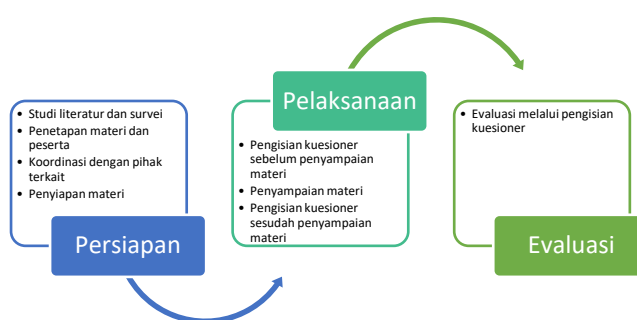 • Studi literatur dan survei
• Penetapan materi dan
peserta
• Koordinasi dengan pihak
terkait
• Penyiapan materi
Persiapan
Pelaksanaan
• Pengisian kuesioner
sebelum penyampaian
materi
• Penyampaian materi
• Pengisian kuesioner
sesudah penyampaian
materi
• Evaluasi melalui pengisian
kuesioner
Evaluasi